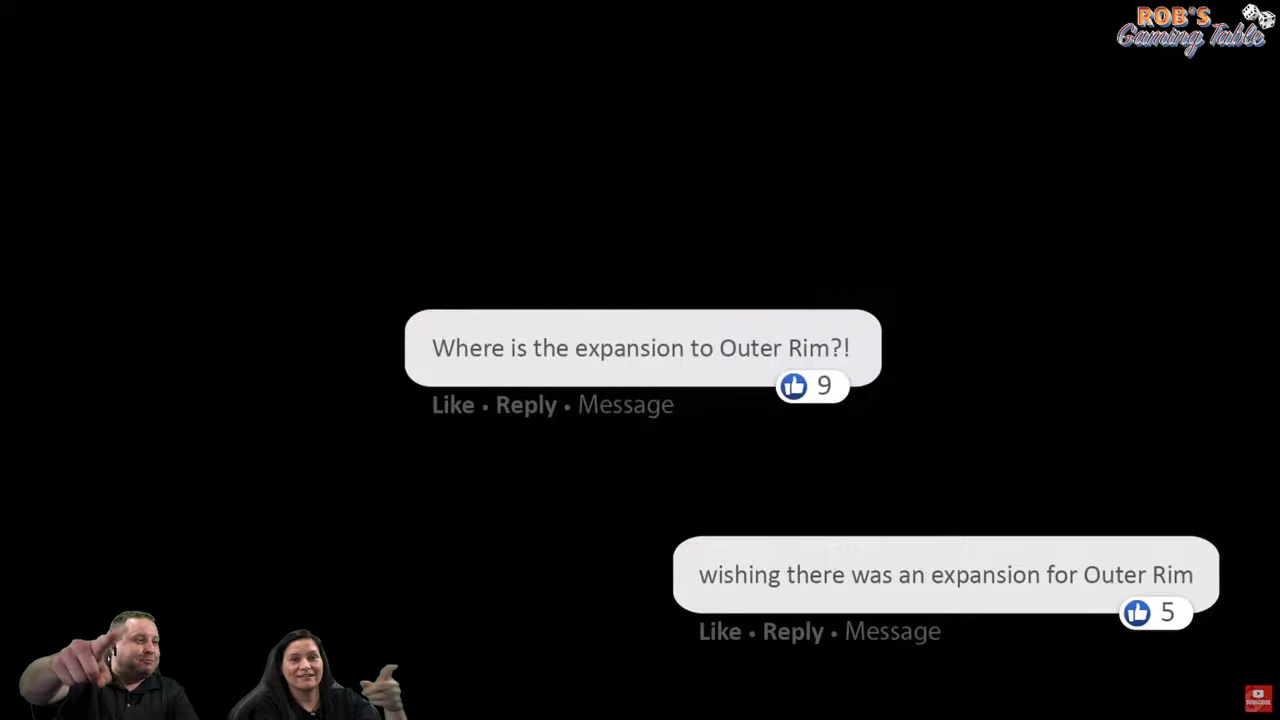 ROB'S
Gaming Table
Where is the expansion to Outer Rim?!
9
Like • Reply • Message
wishing there was an expansion for Outer Rim
5
Like • Reply • Message
SUBSCRIBE